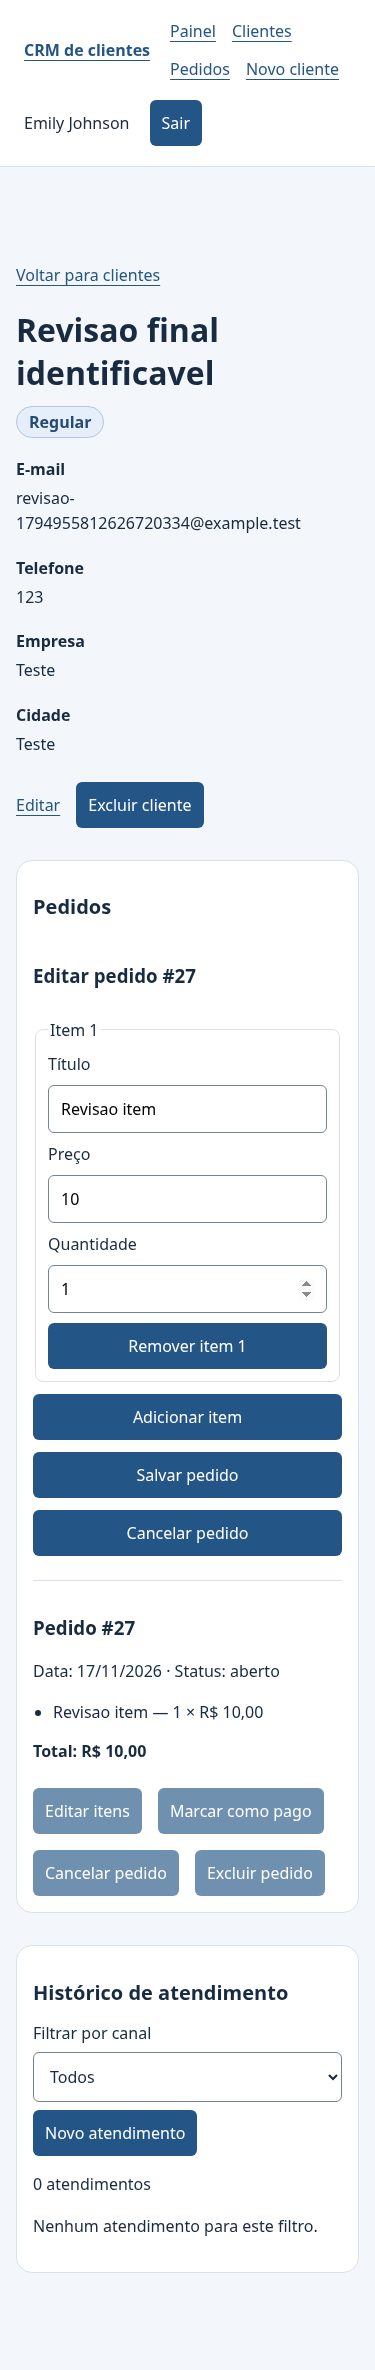 CRM de clientes
Painel Clientes
Pedidos Novo cliente
Emily Johnson Sair
Voltar para clientes
Revisao final
identificavel
Regular
E-mail
revisao-
1794955812626720334@example.test
Telefone
123
Empresa
Teste
Cidade
Teste
Editar Excluir cliente
Pedidos
Editar pedido #27
Item 1
Título
Revisao item
Preço
10
Quantidade
1
Remover item 1
Adicionar item
Salvar pedido
Cancelar pedido
Pedido #27
Data: 17/11/2026 · Status: aberto
• Revisao item — 1 × R$ 10,00
Total: R$ 10,00
Editar itens Marcar como pago
Cancelar pedido Excluir pedido
Histórico de atendimento
Filtrar por canal
Todos
Novo atendimento
0 atendimentos
Nenhum atendimento para este filtro.